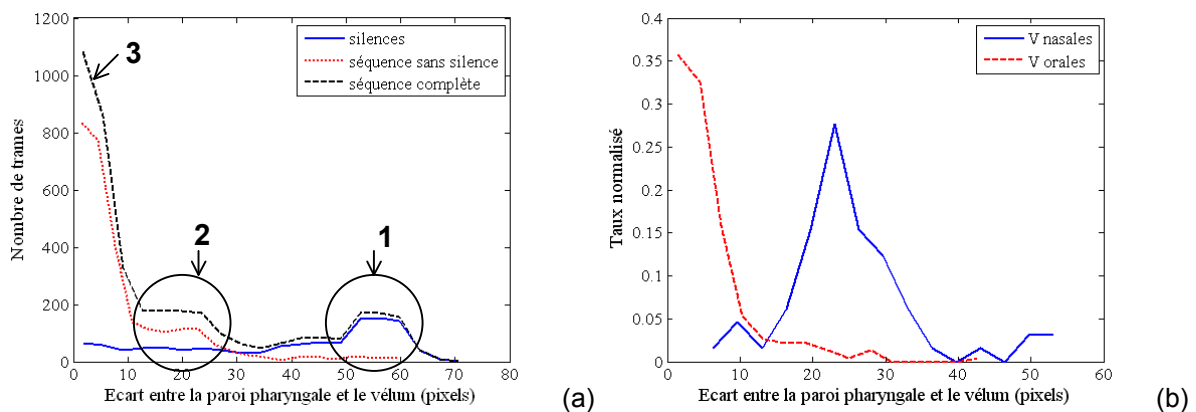 1200
1000
800
600
400
200
0
0 10 20 30 40 50 60 70 80
Nombre de trames
Ecart entre la paroi pharyngale et le vélum (pixels)
silences
séquence sans silence
séquence complète
3
2
1
(a)
0.4
0.35
0.3
0.25
0.2
0.15
0.1
0.05
0
0 10 20 30 40 50 60
Taux normalisé
Ecart entre la paroi pharyngale et le vélum (pixels)
V nasales
V orales
(b)